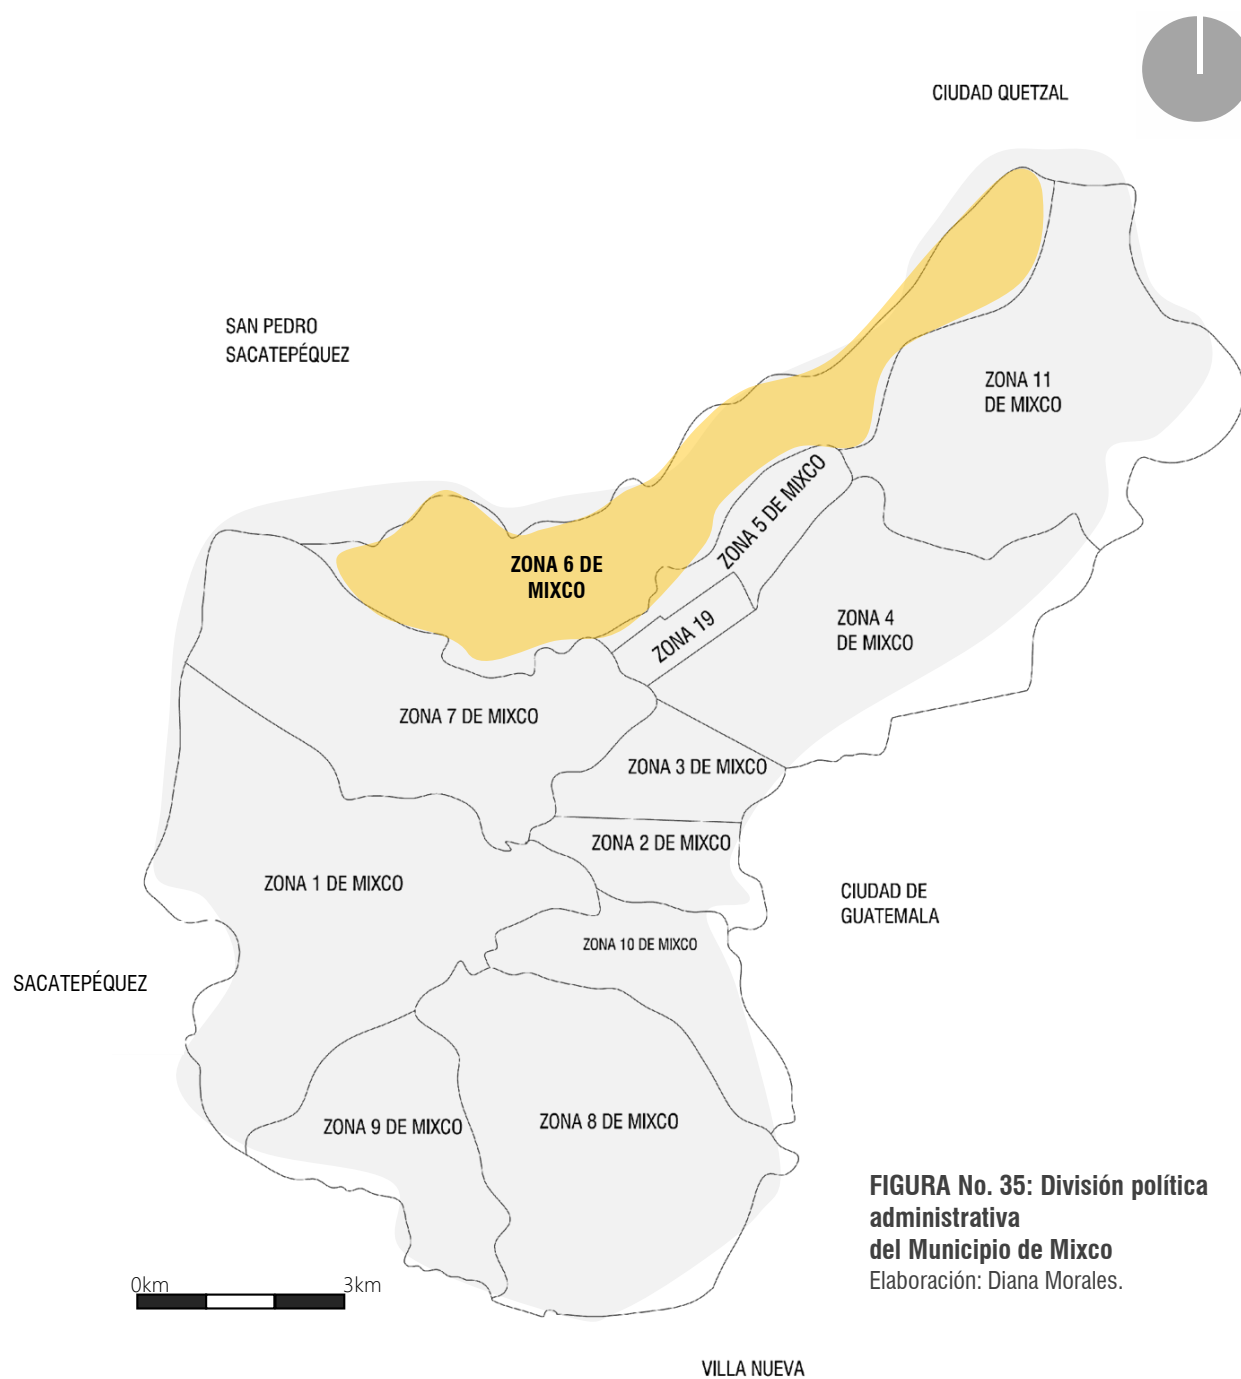 CIUDAD QUETZAL
SAN PEDRO
SACATEPÉQUEZ
ZONA 11
DE MIXCO
ZONA 5 DE MIXCO
ZONA 6 DE
MIXCO
ZONA 19
ZONA 4
DE MIXCO
ZONA 7 DE MIXCO
ZONA 3 DE MIXCO
ZONA 2 DE MIXCO
ZONA 1 DE MIXCO
CIUDAD DE
GUATEMALA
ZONA 10 DE MIXCO
SACATEPÉQUEZ
ZONA 9 DE MIXCO
ZONA 8 DE MIXCO
FIGURA No. 35: División política
administrativa
del Municipio de Mixco
Elaboración: Diana Morales.
0km 3km
VILLA NUEVA